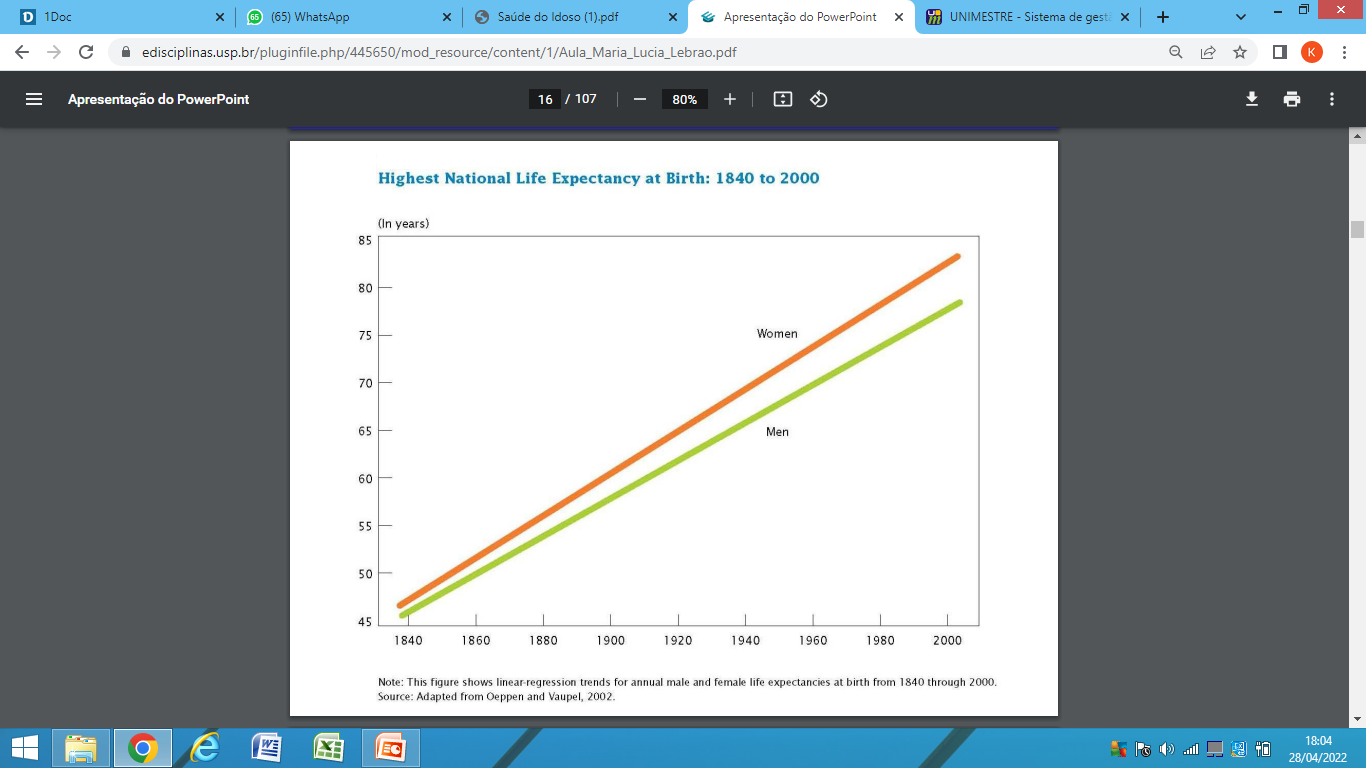 1Doc
65
(65) WhatsApp
Saúde do Idoso (1).pdf
Apresentação do PowerPoint
UNIMESTRE - Sistema de gest
edisciplinas.usp.br/pluginfile.php/445650/mod_resource/content/1/Aula_Maria_Lucia_Lebrao.pdf
K
Apresentação do PowerPoint
16 / 107
80%
Highest National Life Expectancy at Birth: 1840 to 2000
(In years)
85
80
75
70
65
60
55
50
45
Women
Men
1840 1860 1880 1900 1920 1940 1960 1980 2000
Note: This figure shows linear-regression trends for annual male and female life expectancies at birth from 1840 through 2000.
Source: Adapted from Oeppen and Vaupel, 2002.
18:04
28/04/2022